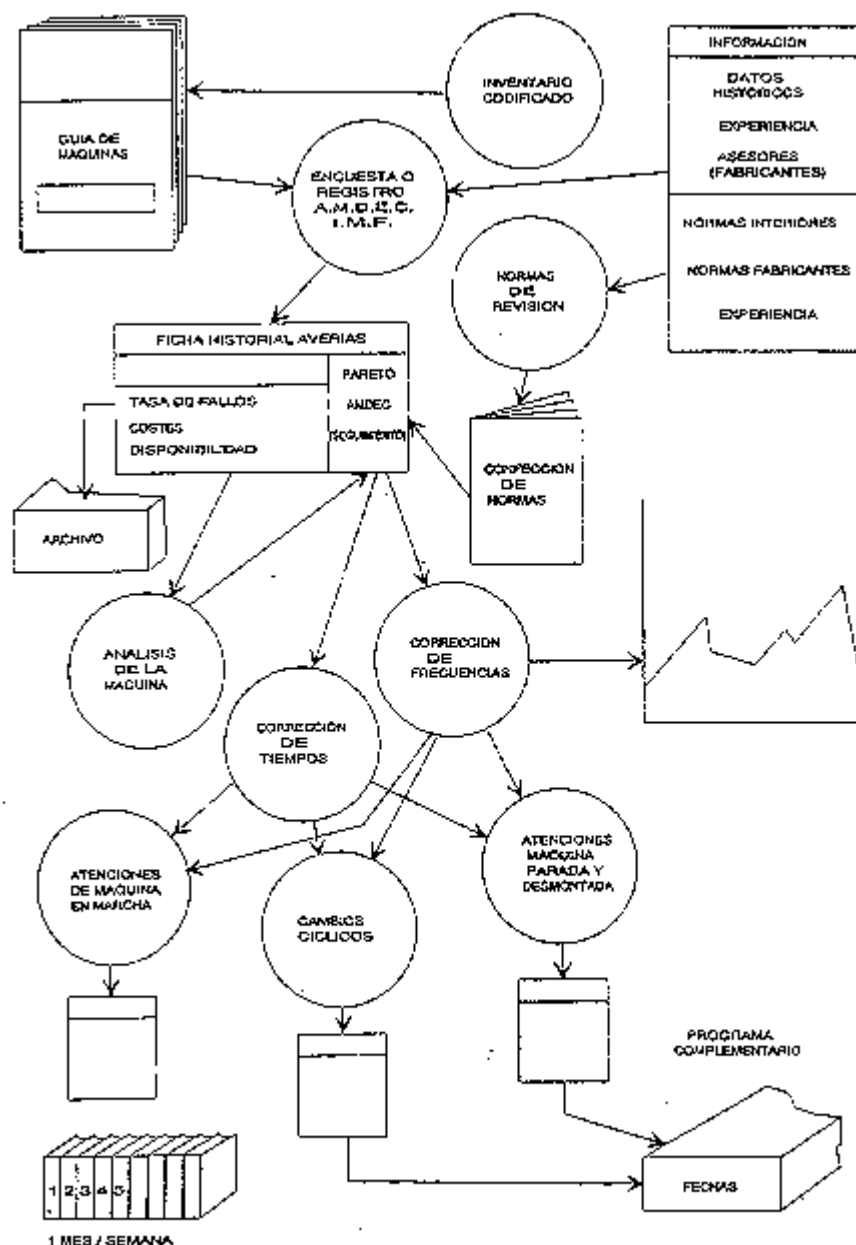 INVENTARIO
CODIFICADO
INFORMACION
DATOS
HISTORICOS
EXPERIENCIA
ASESORES
(FABRICANTES)
NORMAS INTERIORES
NORMAS FABRICANTES
EXPERIENCIA
GUIA DE
MAQUINAS
ENCUESTA O
REGISTRO
A.M.D.E.C.
NORMAS
DE
REVISION
FICHA HISTORIAL AVERIAS
PARETO
TASA DE FALLOS
COSTES
DISPONIBILIDAD
AMDEC
(SEGUIMIENTO)
CONFECCION
DE
NORMAS
ARCHIVO
ANALISIS
DE LA
MAQUINA
CORRECCION
DE
FRECUENCIAS
CORRECCIÓN
DE
TIEMPOS
ATENCIONES
DE MAQUINA
EN MARCHA
CAMBIOS
CICLICOS
ATENCIONES
MAQUINA
PARADA Y
DESMONTADA
PROGRAMA
COMPLEMENTARIO
FECHAS
1 2 3 4 5
1 MES / SEMANA